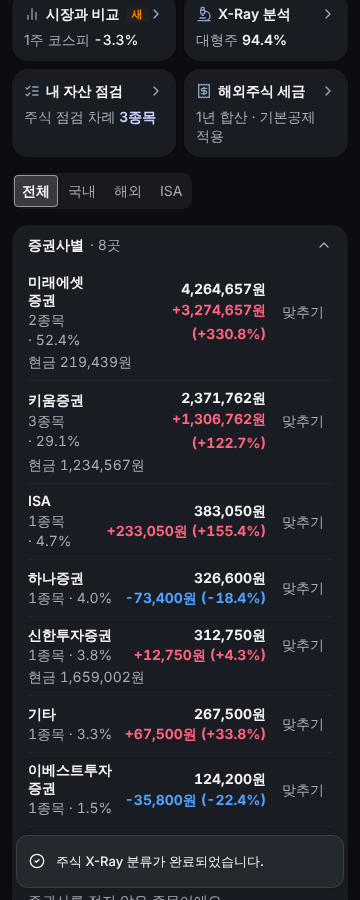 시장과 비교 새
1주 코스피 -3.3%
X-Ray 분석
대형주 94.4%
내 자산 점검
주식 점검 차례 3종목
해외주식 세금
1년 합산 · 기본공제
적용
전체 국내 해외 ISA
증권사별 · 8곳
미래에셋
증권
2종목
· 52.4%
현금 219,439원
4,264,657원
+3,274,657원
(+330.8%)
맞추기
키움증권
3종목
· 29.1%
현금 1,234,567원
2,371,762원
+1,306,762원
(+122.7%)
맞추기
ISA
1종목
· 4.7%
383,050원
+233,050원 (+155.4%)
맞추기
하나증권
1종목 · 4.0%
326,600원
-73,400원 (-18.4%)
맞추기
신한투자증권
1종목 · 3.8%
현금 1,659,002원
312,750원
+12,750원 (+4.3%)
맞추기
기타
1종목 · 3.3%
267,500원
+67,500원 (+33.8%)
맞추기
이베스트투자
증권
1종목 · 1.5%
124,200원
-35,800원 (-22.4%)
맞추기
주식 X-Ray 분류가 완료되었습니다.